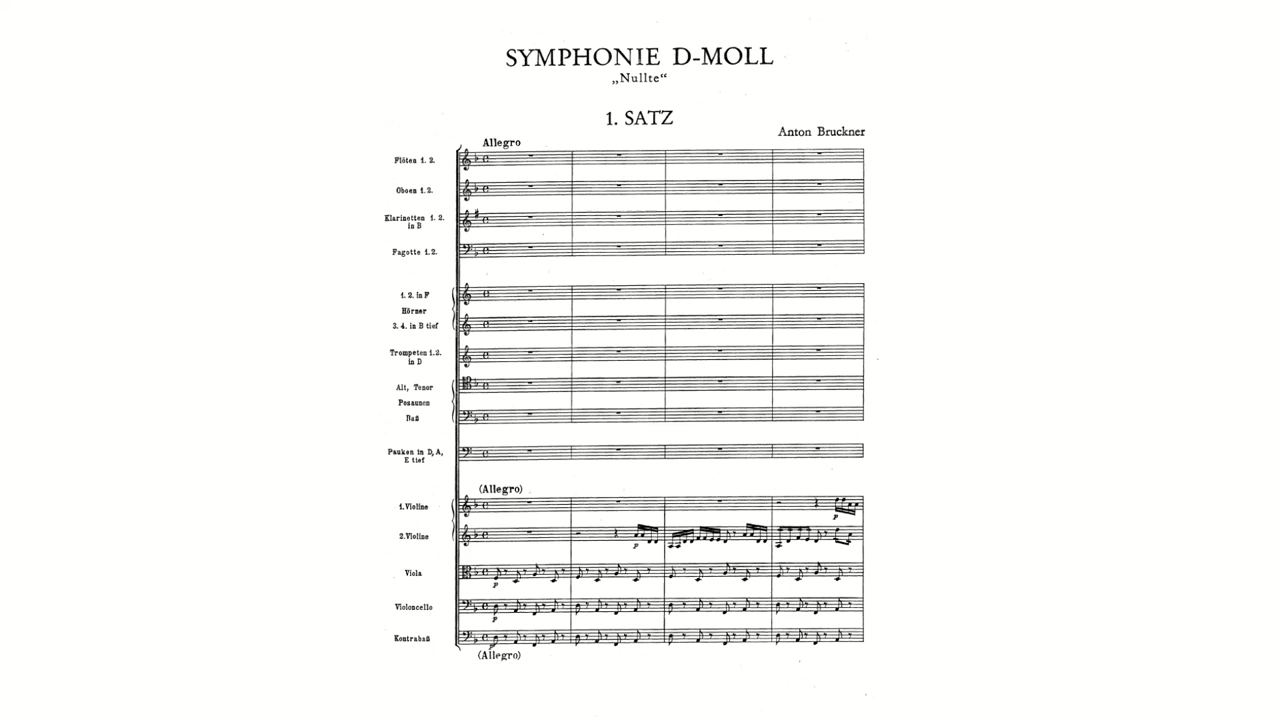 SYMPHONIE D-MOLL
„Nullte“
1. SATZ
Anton Bruckner
Allegro
Flöten 1. 2.
Oboen 1. 2.
Klarinetten 1. 2.
in B
Fagotte 1. 2.
1. 2. in F
Hörner
3. 4. in B tief
Trompeten 1. 2.
in D
Alt, Tenor
Posaunen
Baß
Pauken in D, A,
E tief
(Allegro)
1. Violine
p
2. Violine
p
Viola
p
Violoncello
p
Kontrabaß
p
(Allegro)